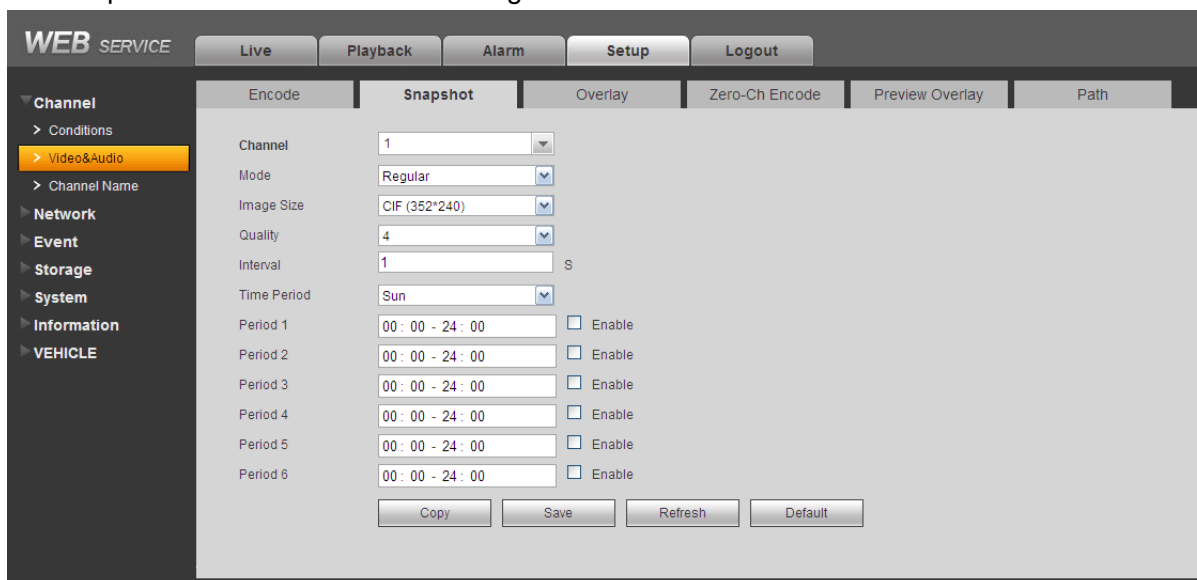 WEB SERVICE
Live Playback Alarm Setup Logout
Encode Snapshot Overlay Zero-Ch Encode Preview Overlay Path
Channel
> Conditions
> Video&Audio
> Channel Name
Network
Event
Storage
System
Information
VEHICLE
Channel 1
Mode Regular
Image Size CIF (352*240)
Quality 4
Interval 1 S
Time Period Sun
Period 1 00 : 00 - 24 : 00 Enable
Period 2 00 : 00 - 24 : 00 Enable
Period 3 00 : 00 - 24 : 00 Enable
Period 4 00 : 00 - 24 : 00 Enable
Period 5 00 : 00 - 24 : 00 Enable
Period 6 00 : 00 - 24 : 00 Enable
Copy Save Refresh Default